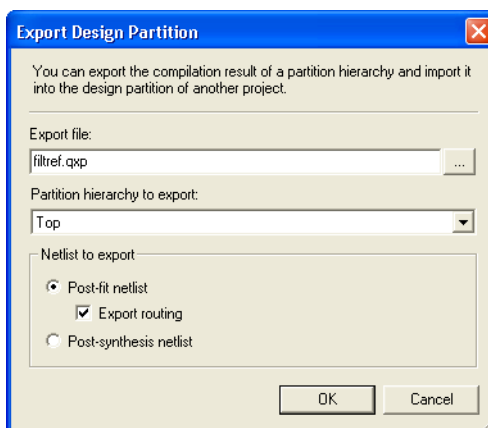 Export Design Partition
You can export the compilation result of a partition hierarchy and import it
into the design partition of another project.
Export file:
filtref.qxp
...
Partition hierarchy to export:
Top
Netlist to export
Post-fit netlist
Export routing
Post-synthesis netlist
OK
Cancel